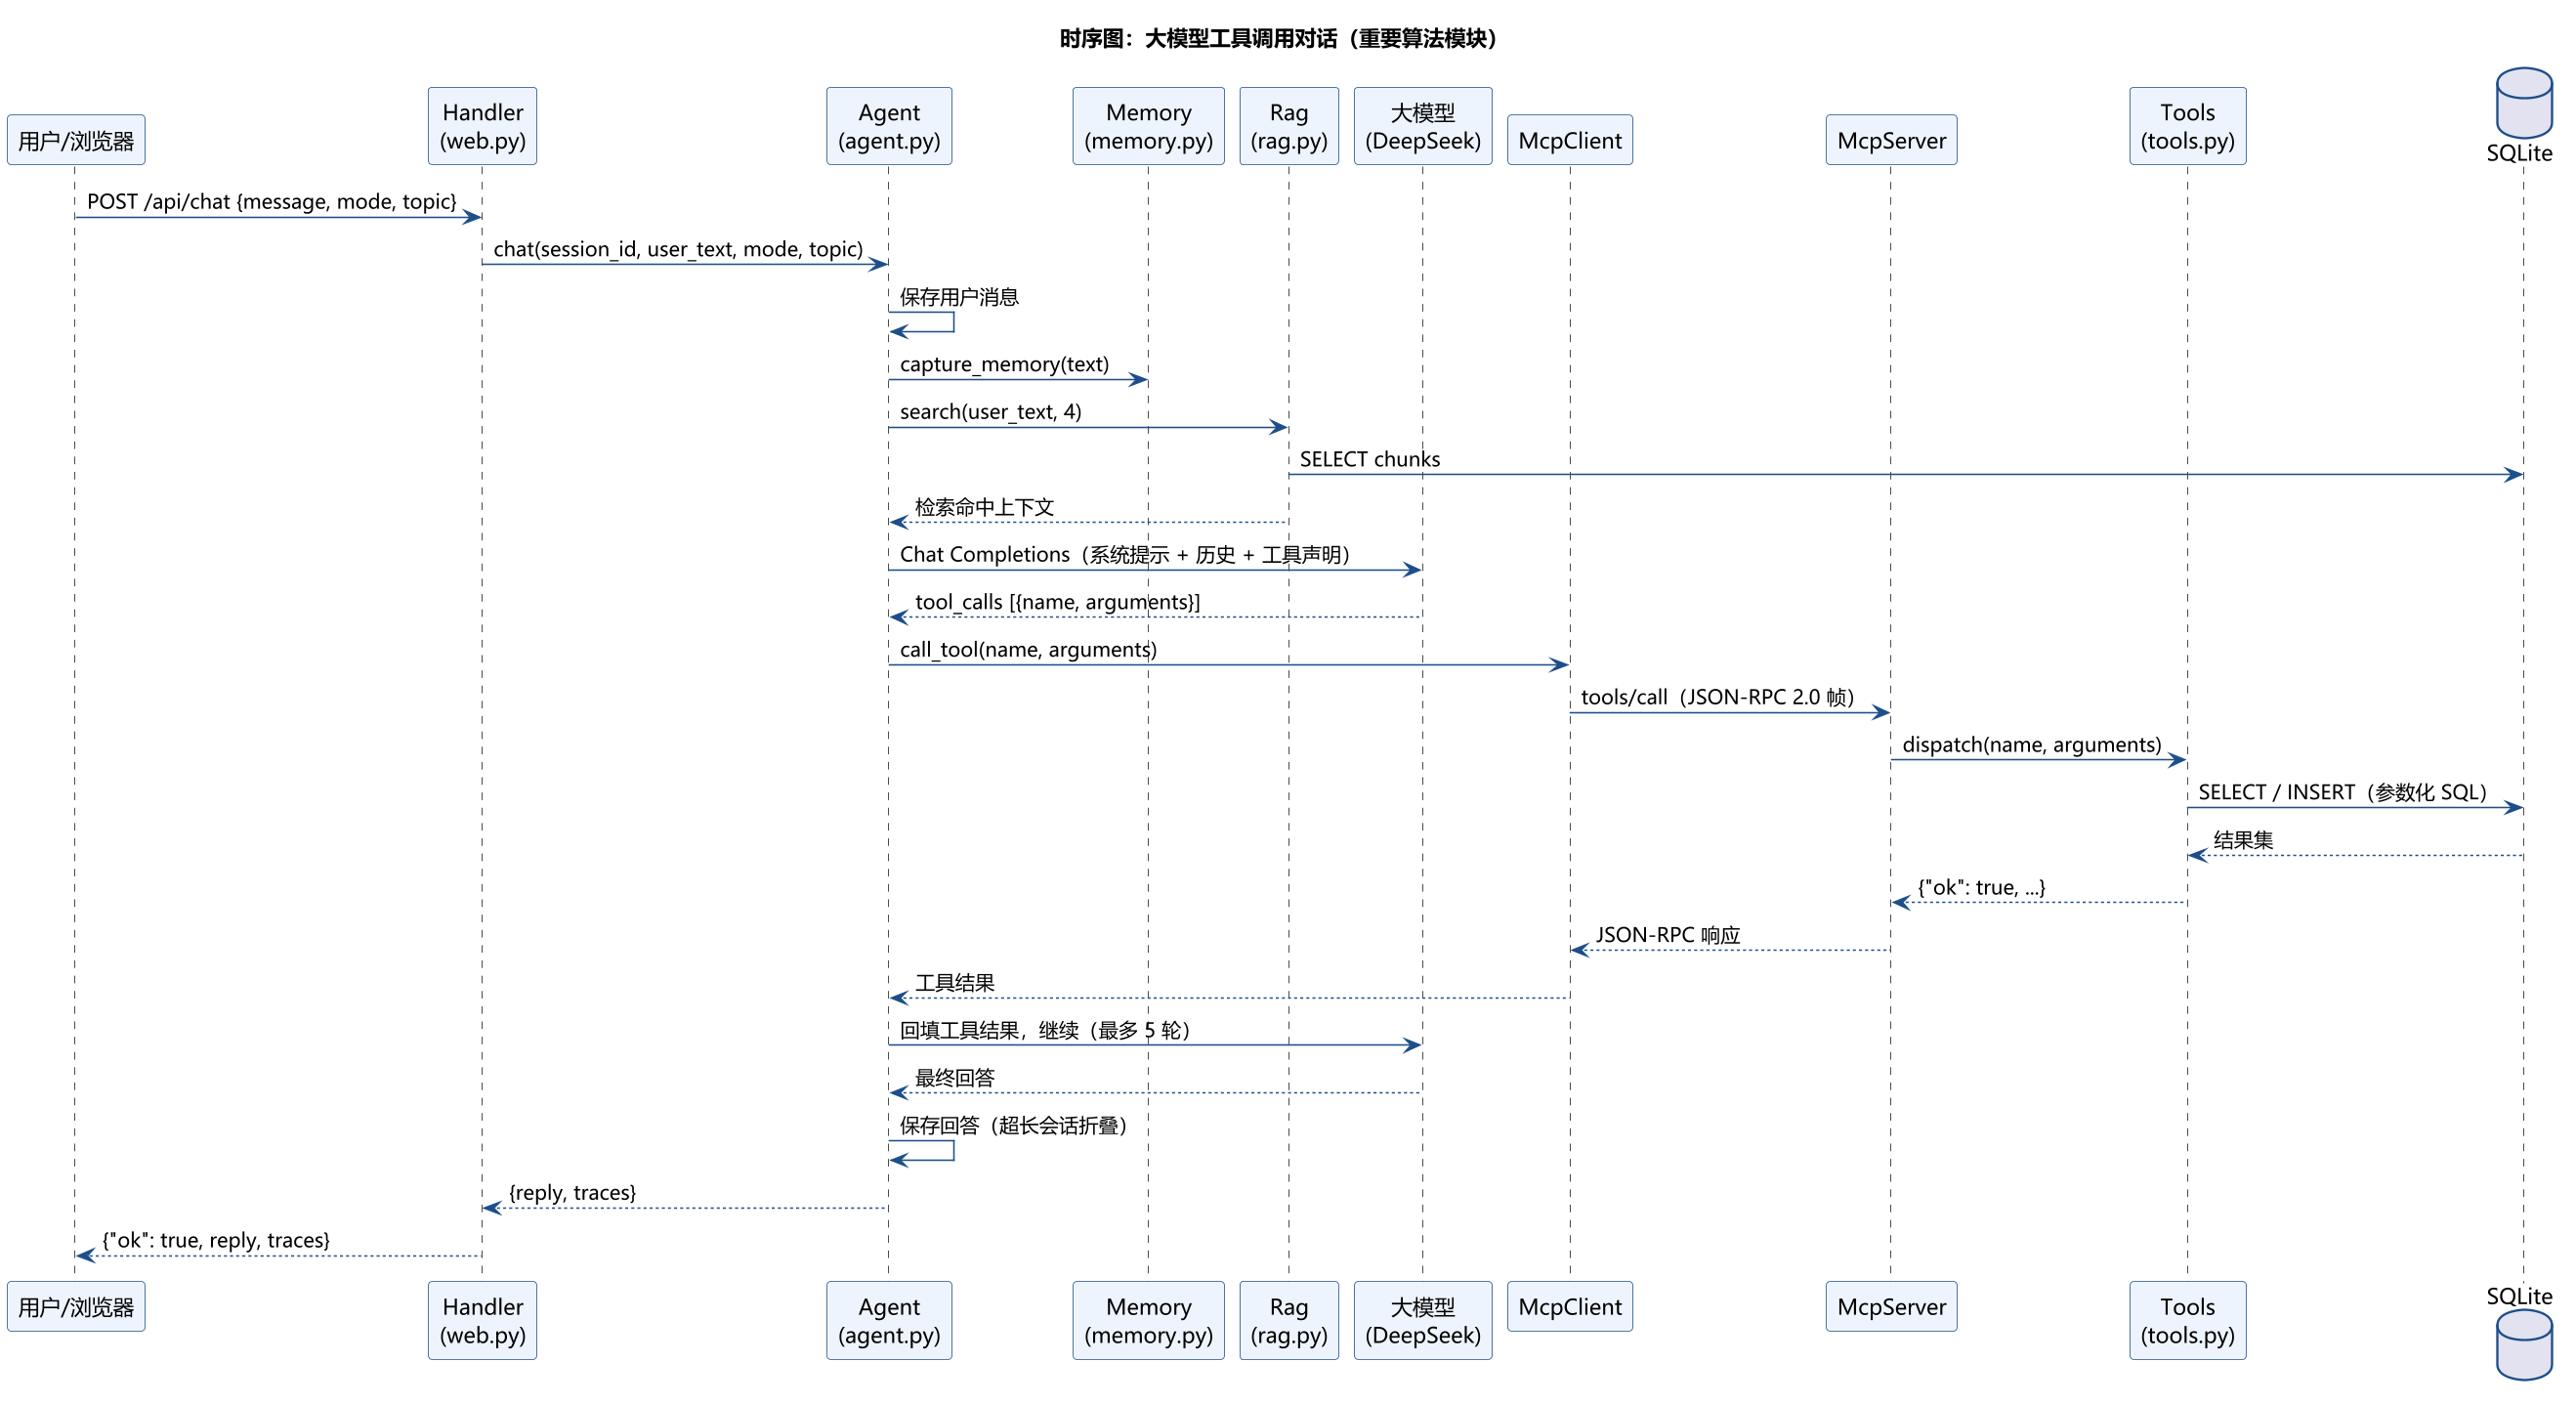 时序图：大模型工具调用对话（重要算法模块）
用户/浏览器
Handler
(web.py)
Agent
(agent.py)
Memory
(memory.py)
Rag
(rag.py)
大模型
(DeepSeek)
McpClient
McpServer
Tools
(tools.py)
SQLite
POST /api/chat {message, mode, topic}
chat(session_id, user_text, mode, topic)
保存用户消息
capture_memory(text)
search(user_text, 4)
SELECT chunks
检索命中上下文
Chat Completions（系统提示 + 历史 + 工具声明）
tool_calls [{name, arguments}]
call_tool(name, arguments)
tools/call（JSON-RPC 2.0 帧）
dispatch(name, arguments)
SELECT / INSERT（参数化 SQL）
结果集
{"ok": true, ...}
JSON-RPC 响应
工具结果
回填工具结果，继续（最多 5 轮）
最终回答
保存回答（超长会话折叠）
{reply, traces}
{"ok": true, reply, traces}
用户/浏览器
Handler
(web.py)
Agent
(agent.py)
Memory
(memory.py)
Rag
(rag.py)
大模型
(DeepSeek)
McpClient
McpServer
Tools
(tools.py)
SQLite